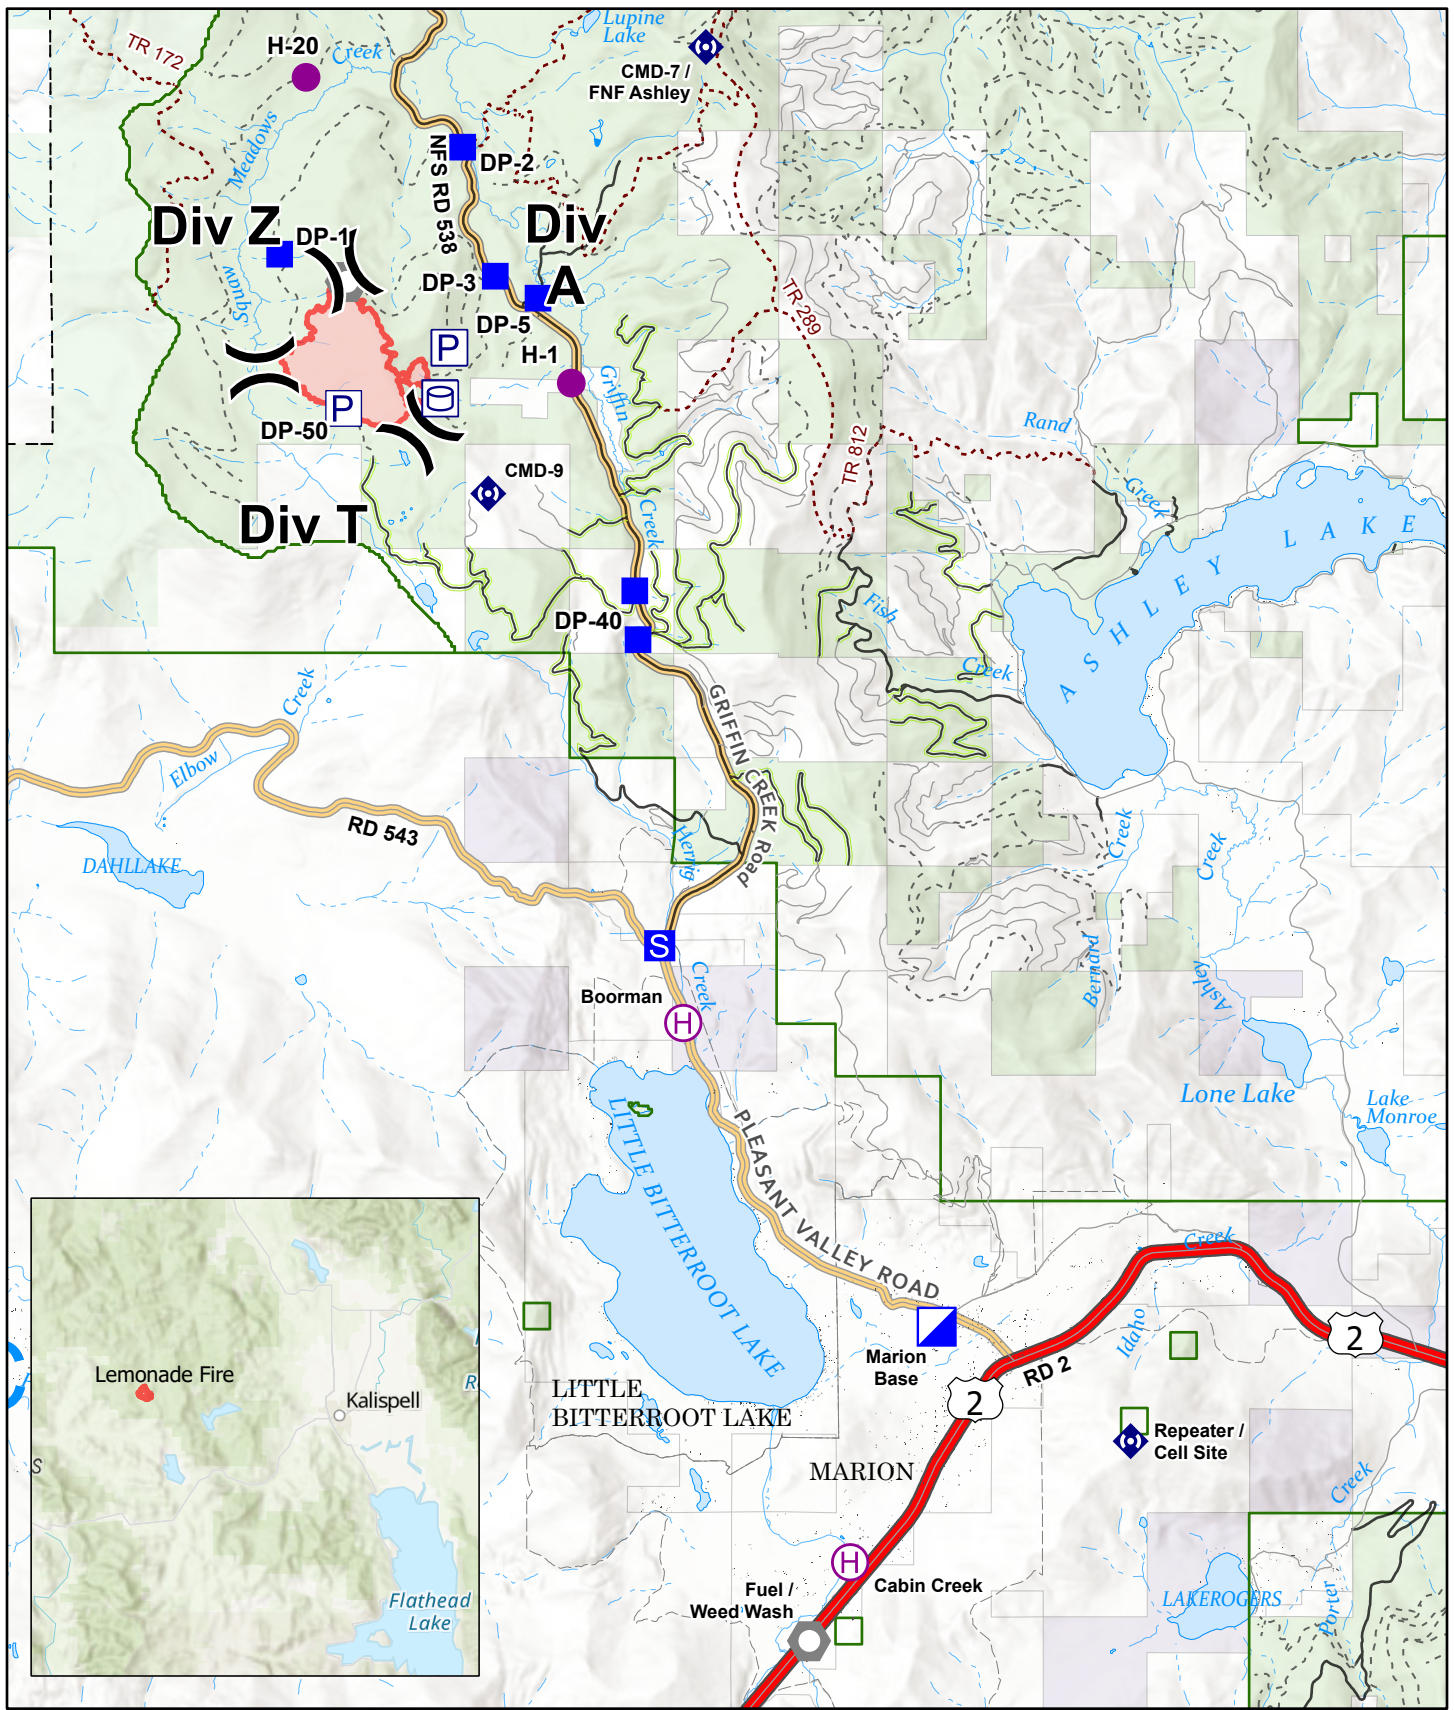 TR 172
H-20
Creek
Lupine
Lake
CMD-7 /
FNF Ashley
Meadows
NFS RD 538
DP-2
Div Z
DP-1
Div
A
Squaw
DP-3
DP-5
H-1
TR 289
P
Griffin
P
DP-50
Rand
TR 812
CMD-9
Creek
Creek
Div T
ASHLEY LAKE
Fish
DP-40
Creek
Creek
GRIFFIN CREEK Road
Elbow
RD 543
DAHLLAKE
Herrig
Creek
Creek
S
Boorman
Creek
Bernard
Ashley
H
Lone Lake
Lake
Monroe
LITTLE BITTERROOT LAKE
PLEASANT VALLEY ROAD
Creek
Idaho
2
Marion
Base
RD 2
2
Lemonade Fire
Kalispell
R
S
Flathead
Lake
LITTLE
BITTERROOT LAKE
Repeater /
Cell Site
MARION
Creek
H
Cabin Creek
Fuel /
Weed Wash
LAKEROGERS
Porter